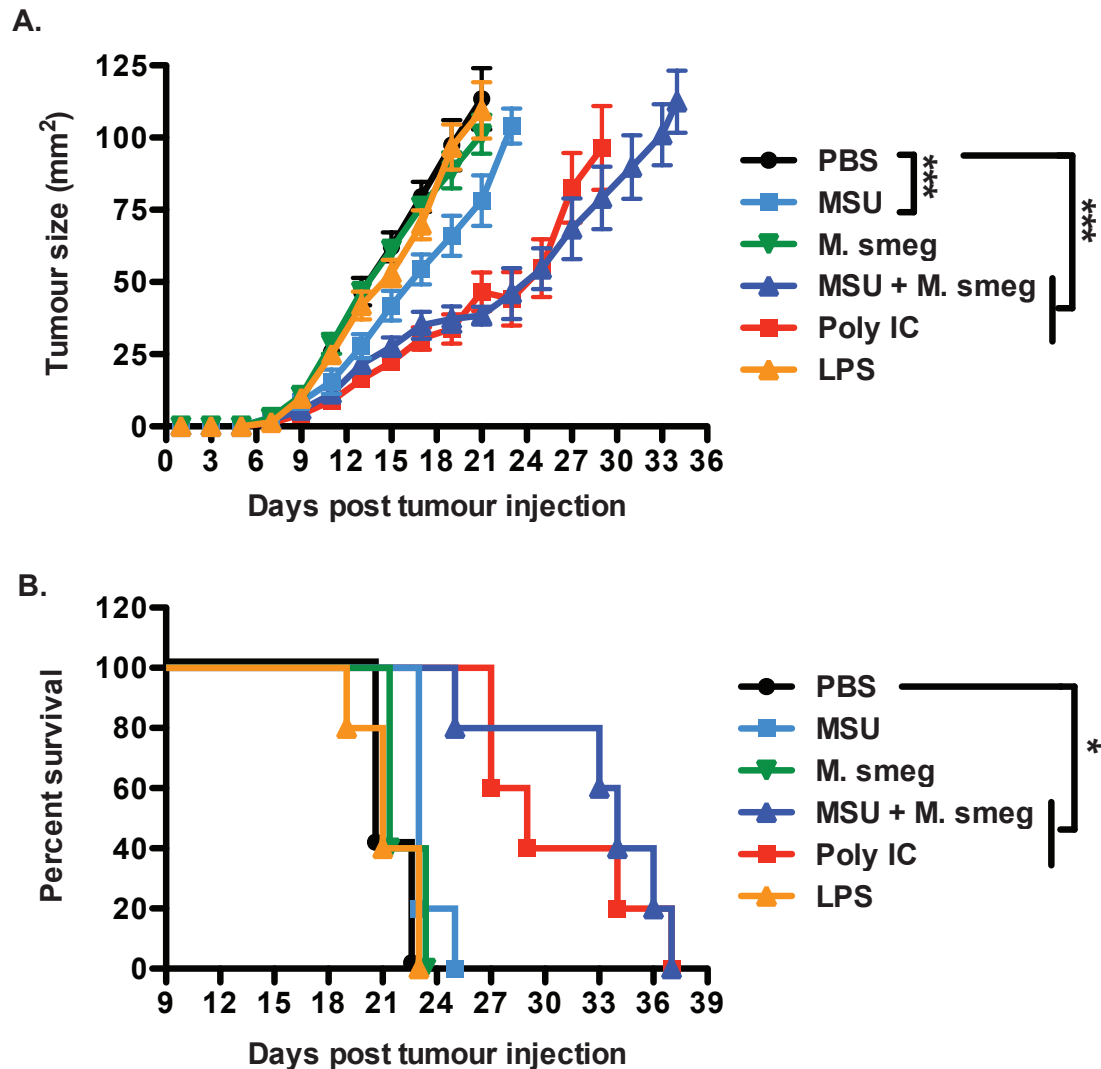 A.
Tumour size (mm²)
125
100
75
50
25
0
0 3 6 9 12 15 18 21 24 27 30 33 36
Days post tumour injection
PBS
MSU
M. smeg
MSU + M. smeg
Poly IC
LPS
***
***
B.
Percent survival
120
100
80
60
40
20
0
9 12 15 18 21 24 27 30 33 36 39
Days post tumour injection
PBS
MSU
M. smeg
MSU + M. smeg
Poly IC
LPS
*